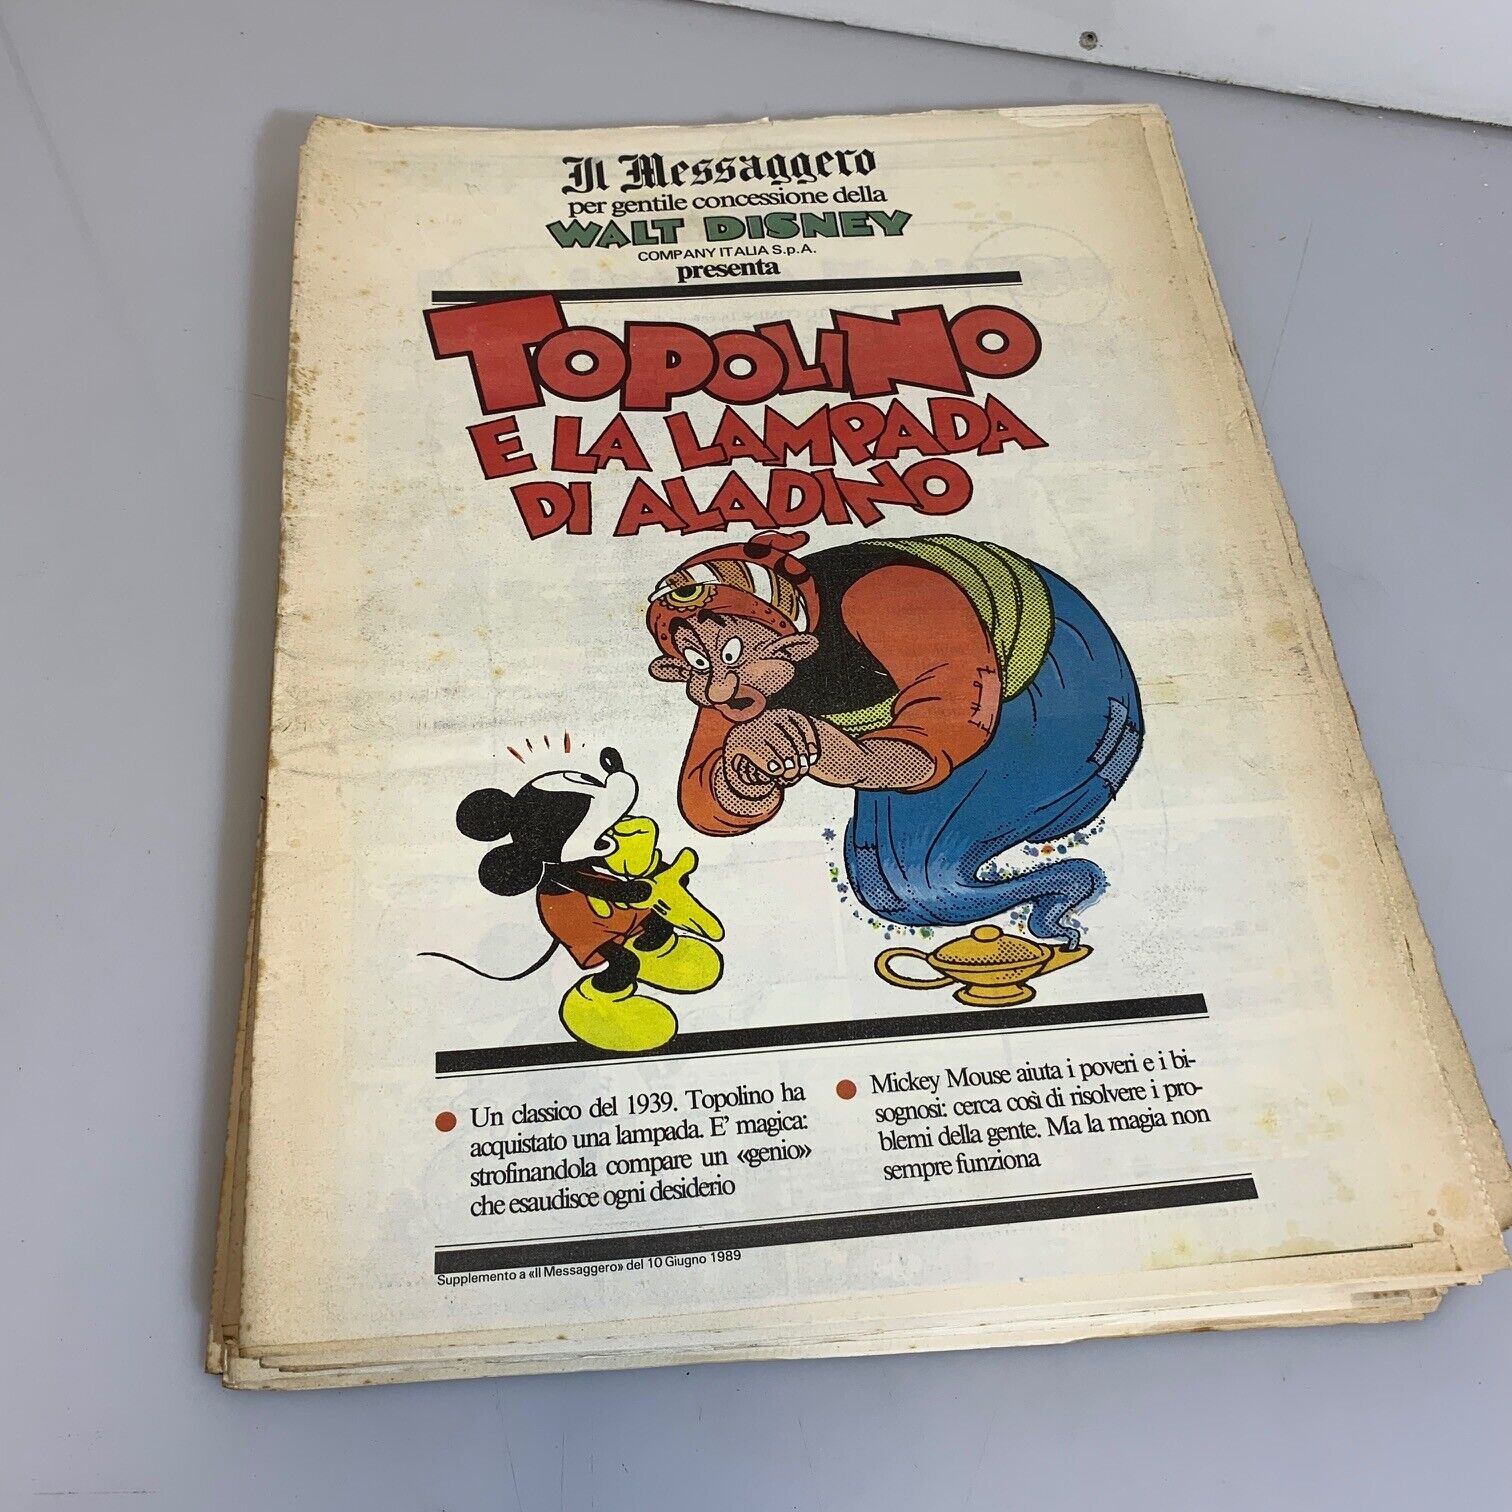 Il Messaggero
per gentile concessione della
WALT DISNEY
COMPANY ITALIA S.p.A.
presenta
TOPOLINO
E LA LAMPADA
DI ALADINO
Un classico del 1939. Topolino ha
acquistato una lampada. E' magica:
strofinandola compare un «genio»
che esaudisce ogni desiderio
Mickey Mouse aiuta i poveri e i bi-
sognosi: cerca così di risolvere i pro-
blemi della gente. Ma la magia non
sempre funziona
Supplemento a «Il Messaggero» del 10 Giugno 1989